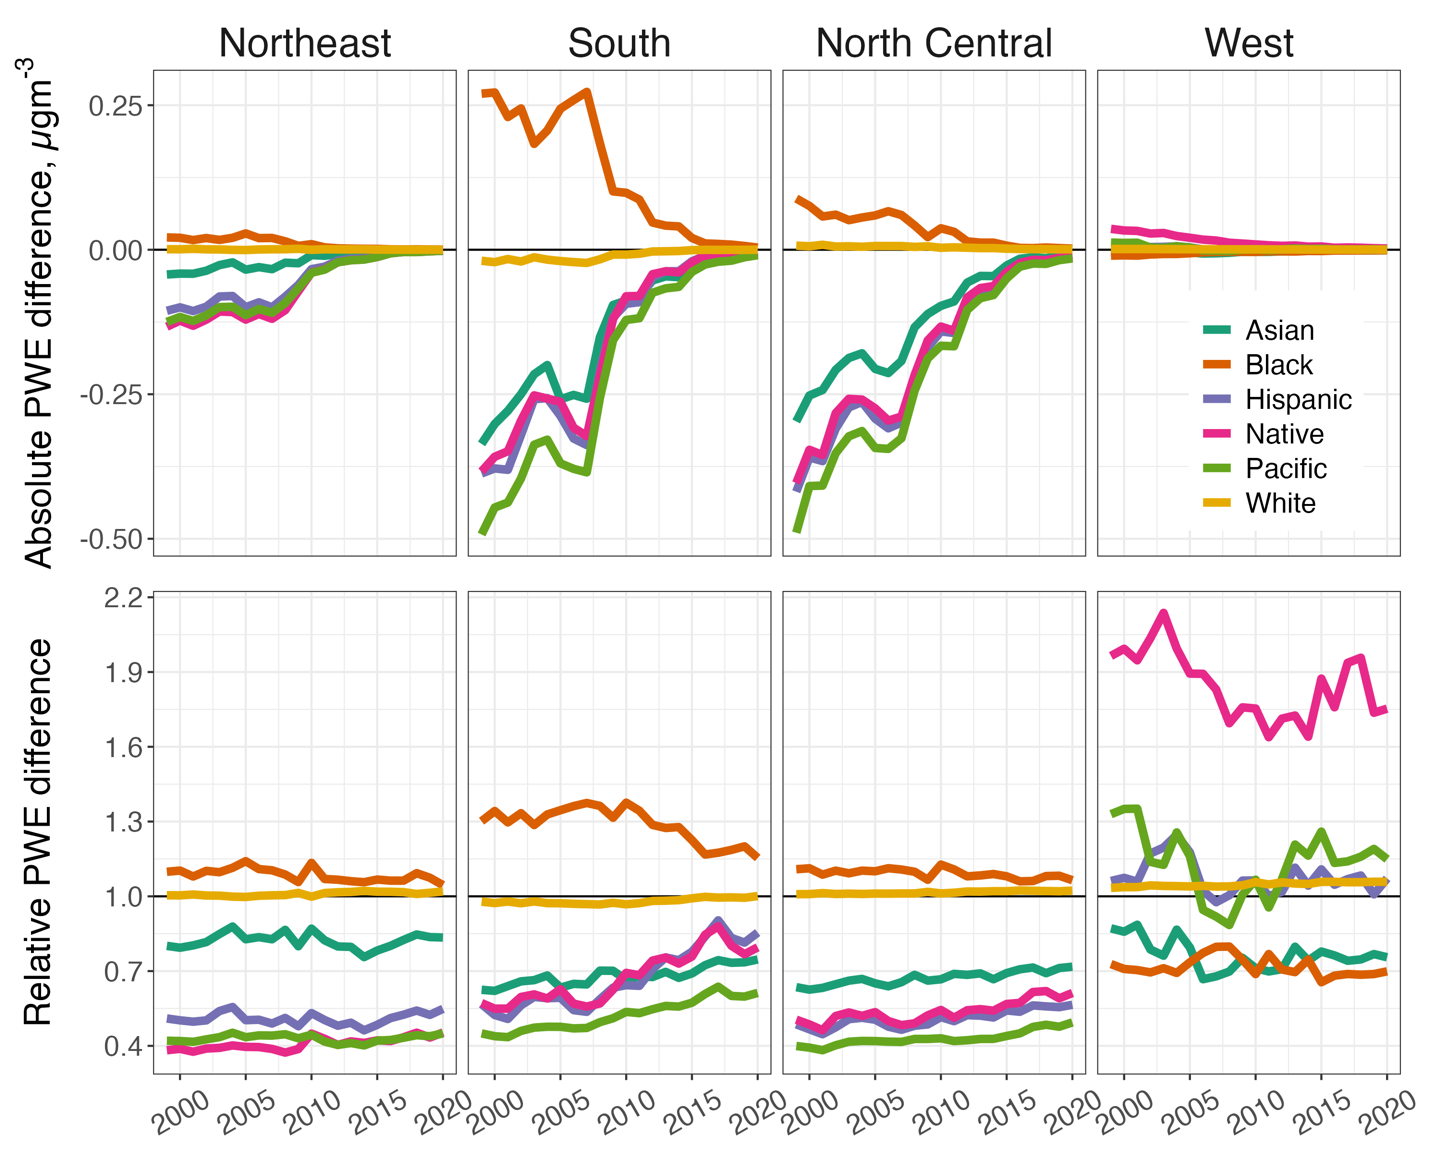 Northeast South North Central West
Absolute PWE difference, µgm-3
0.25
0.00
-0.25
-0.50
Asian
Black
Hispanic
Native
Pacific
White
Relative PWE difference
2.2
1.9
1.6
1.3
1.0
0.7
0.4
2000 2005 2010 2015 2020 2000 2005 2010 2015 2020 2000 2005 2010 2015 2020 2000 2005 2010 2015 2020